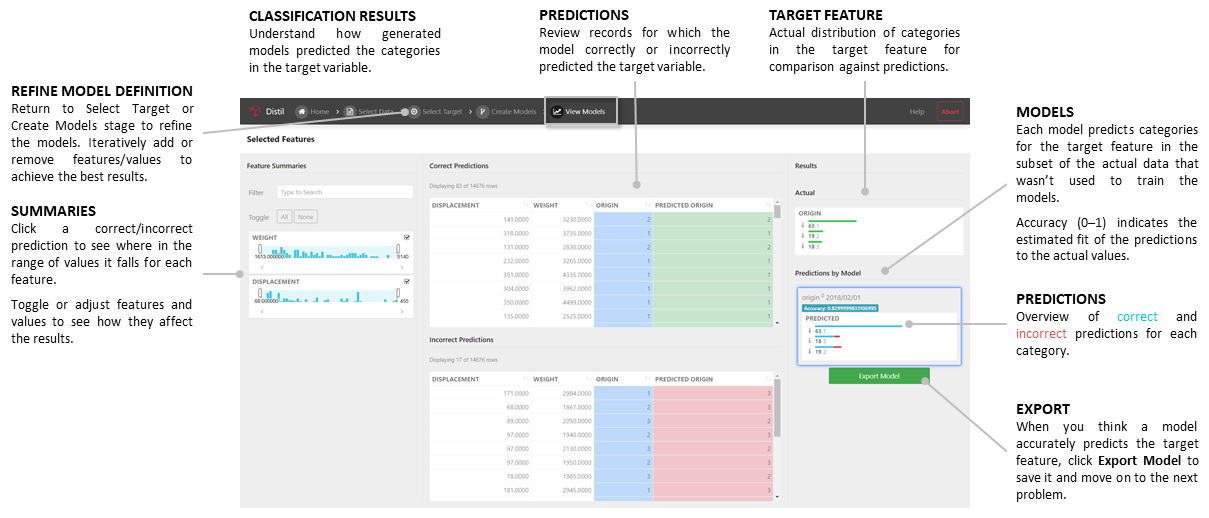 CLASSIFICATION RESULTS
Understand how generated
models predicted the categories
in the target variable.
PREDICTIONS
Review records for which the
model correctly or incorrectly
predicted the target variable.
TARGET FEATURE
Actual distribution of categories
in the target feature for
comparison against predictions.
REFINE MODEL DEFINITION
Return to Select Target or
Create Models stage to refine
the models. Iteratively add or
remove features/values to
achieve the best results.
SUMMARIES
Click a correct/incorrect
prediction to see where in the
range of values it falls for each
feature.
Toggle or adjust features and
values to see how they affect
the results.
Distil Home > Select Data Select Target > Create Models View Models Help Abort
Selected Features
Feature Summaries
Filter Type to Search
Toggle All None
WEIGHT
1613.000000 5140
< >
DISPLACEMENT
68.000000 455
< >
Correct Predictions
Displaying 83 of 14676 rows
DISPLACEMENT WEIGHT ORIGIN PREDICTED ORIGIN
141.0000 3230.0000 2 2
318.0000 3735.0000 1 1
131.0000 2830.0000 2 2
232.0000 3265.0000 1 1
351.0000 4335.0000 1 1
304.0000 3962.0000 1 1
350.0000 4499.0000 1 1
135.0000 2525.0000 1 1
Incorrect Predictions
Displaying 17 of 14676 rows
DISPLACEMENT WEIGHT ORIGIN PREDICTED ORIGIN
171.0000 2984.0000 1 3
68.0000 1867.0000 2 3
89.0000 2050.0000 3 2
97.0000 1940.0000 2 3
97.0000 2130.0000 3 2
97.0000 1950.0000 2 3
78.0000 1985.0000 3 2
181.0000 2945.0000 1 3
Results
Actual
ORIGIN
63 1
19 2
18 3
Predictions by Model
origin 2018/02/01
PREDICTED
63 1
18 3
19 2
Export Model
MODELS
Each model predicts categories
for the target feature in the
subset of the actual data that
wasn't used to train the
models.
Accuracy (0–1) indicates the
estimated fit of the predictions
to the actual values.
PREDICTIONS
Overview of correct and
incorrect predictions for each
category.
EXPORT
When you think a model
accurately predicts the target
feature, click Export Model to
save it and move on to the next
problem.